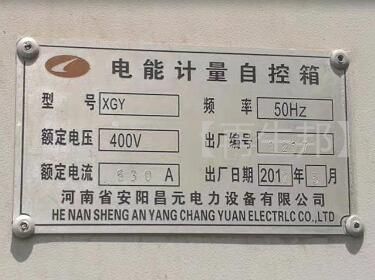 电能计量自控箱
型 号 XGY 频 率 50Hz
额定电压 400V 出厂编号
额定电流 630 A 出厂日期 201 年 月
河南省安阳昌元电力设备有限公司
HE NAN SHENG AN YANG CHANG YUAN ELECTRLC CO.,LTD